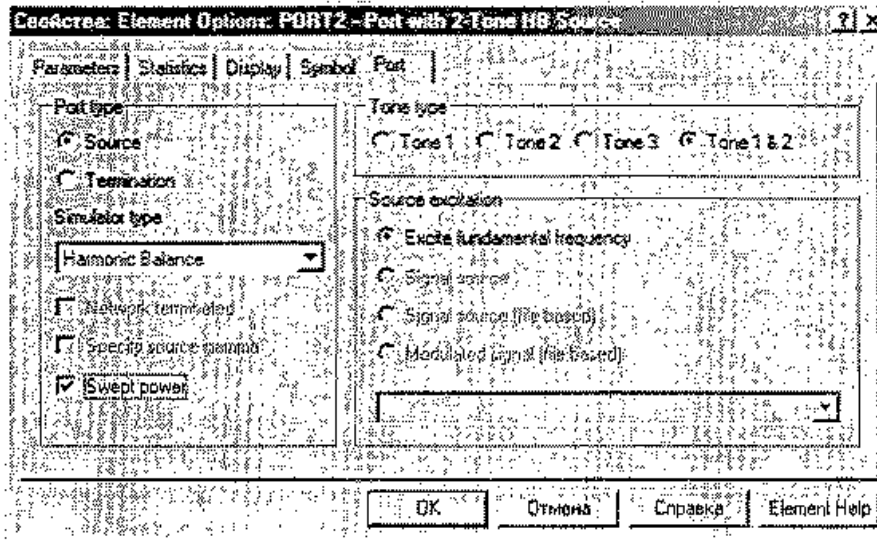 Свойства: Element Options: PORT2 - Port with 2-Tone HB Source
Parameters Statistics Display Symbol Port
Port type
Source
Termination
Simulator type
Harmonic Balance
Network terminated
Specify source gamma
Swept power
Tone type
Tone 1 Tone 2 Tone 3 Tone 1 & 2
Source excitation
Excite fundamental frequency
Signal source
Signal source (file based)
Modulated signal (file based)
OK Отмена Справка Element Help